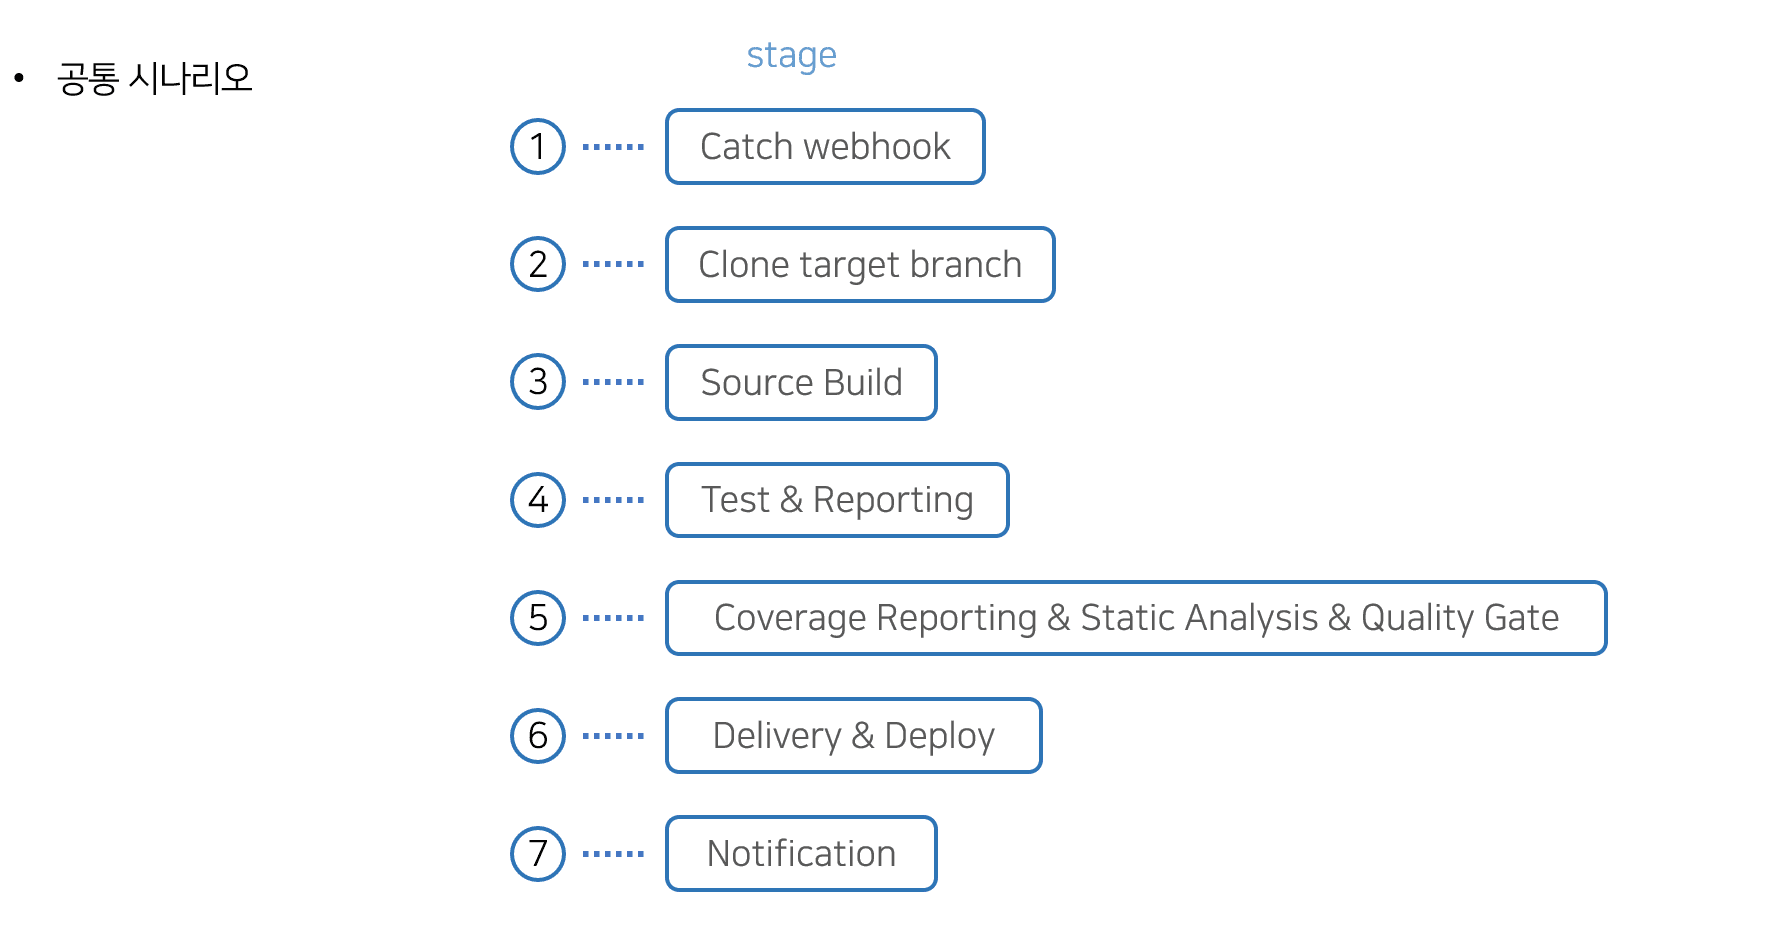 stage
• 공통 시나리오
1 Catch webhook
2 Clone target branch
3 Source Build
4 Test & Reporting
5 Coverage Reporting & Static Analysis & Quality Gate
6 Delivery & Deploy
7 Notification